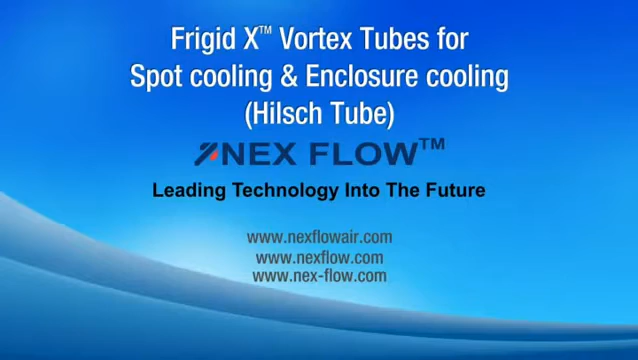 Frigid X™ Vortex Tubes for
Spot cooling & Enclosure cooling
(Hilsch Tube)
NEX FLOW™
Leading Technology Into The Future
www.nexflowair.com
www.nexflow.com
www.nex-flow.com